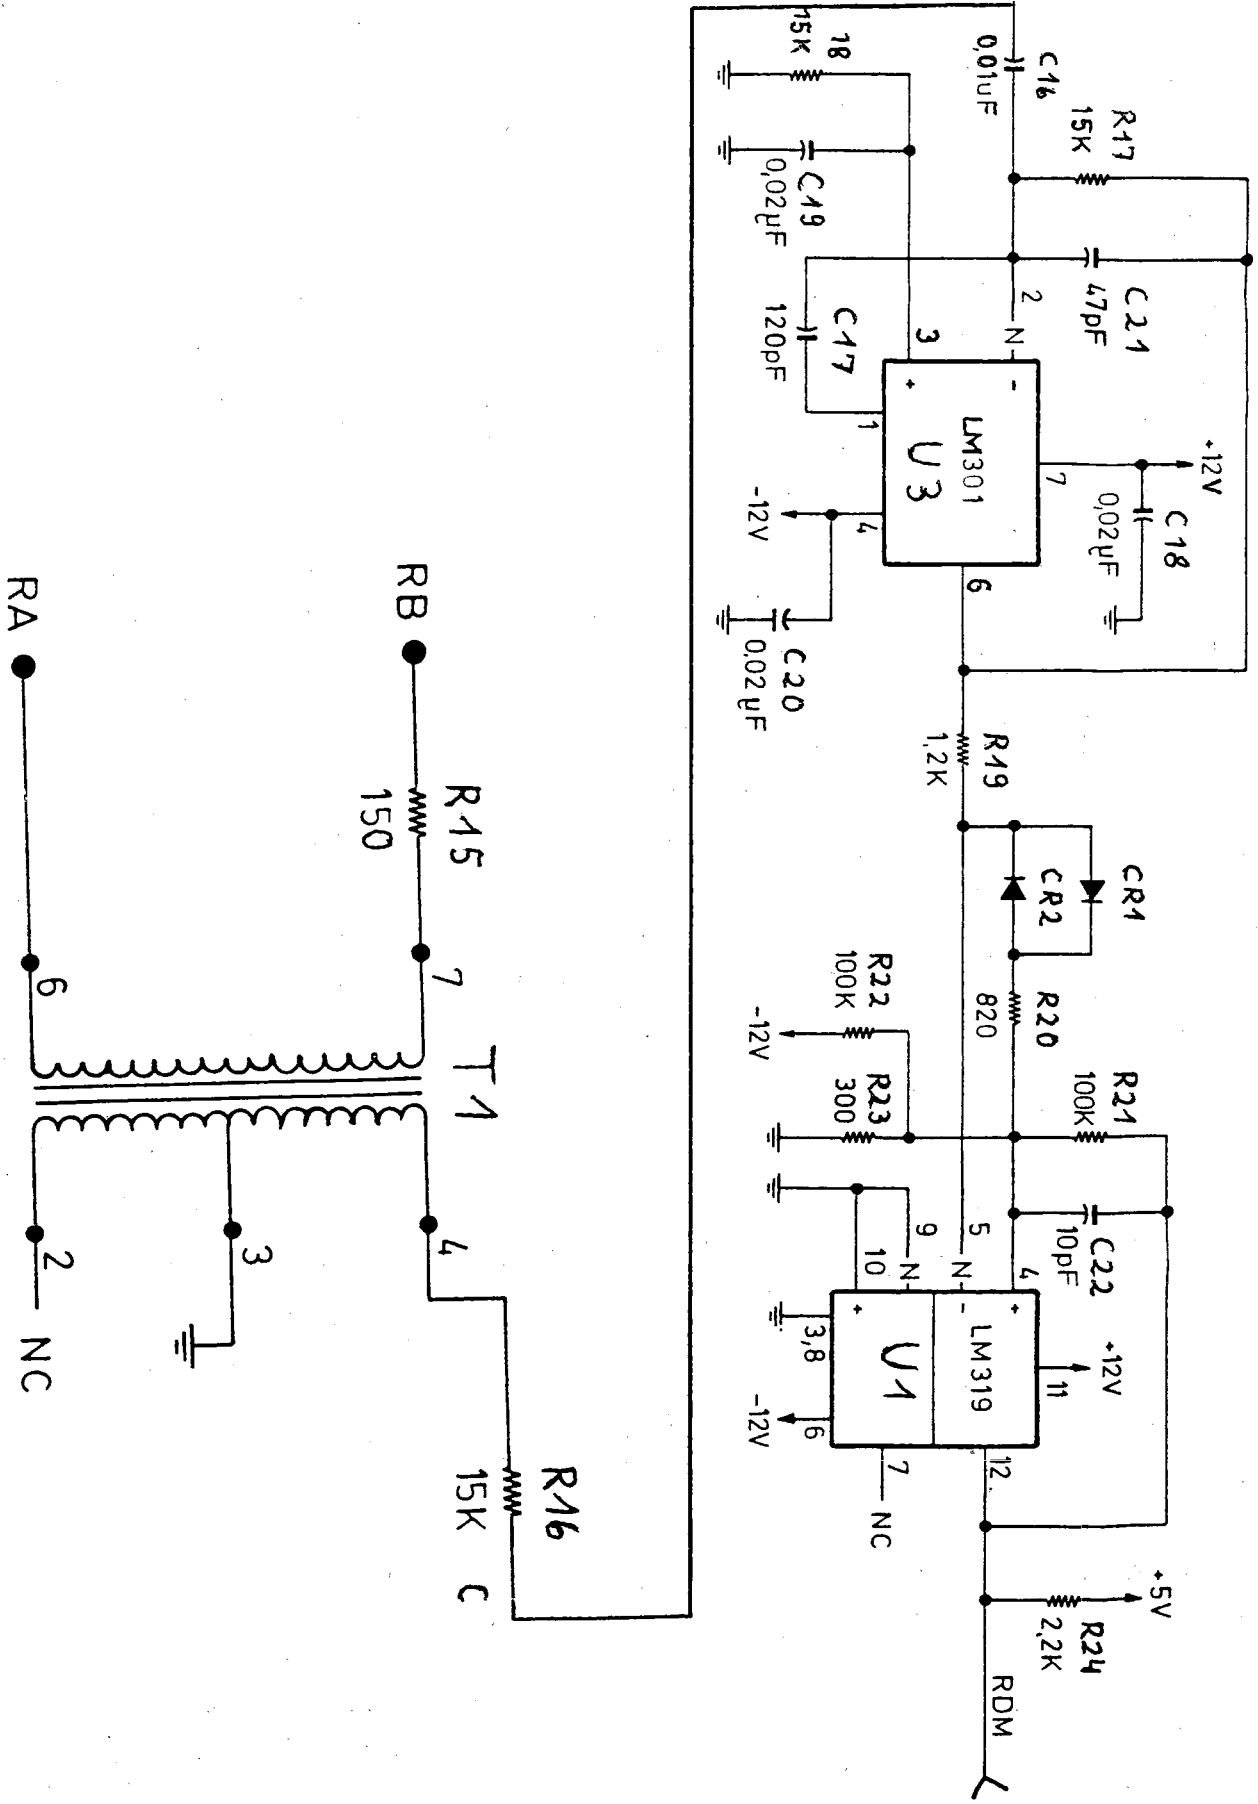 C16
0,01uF
R17
15K
18
15K
C19
0,02µF
C21
47pF
2
N
3
C17
120pF
+
-
LM301
U3
1
7
+12V
C18
0,02µF
4
-12V
6
C20
0,02µF
R19
1,2K
CR1
CR2
R20
820
R22
100K
-12V
R23
300
R21
100K
C22
10pF
9
N
10
5
N
4
+
-
+
LM319
U1
3,8
+12V
11
-12V
6
7
NC
12
+5V
R24
2,2K
RDM
RB
RA
R15
150
7
6
T1
4
3
2
NC
R16
15K
C